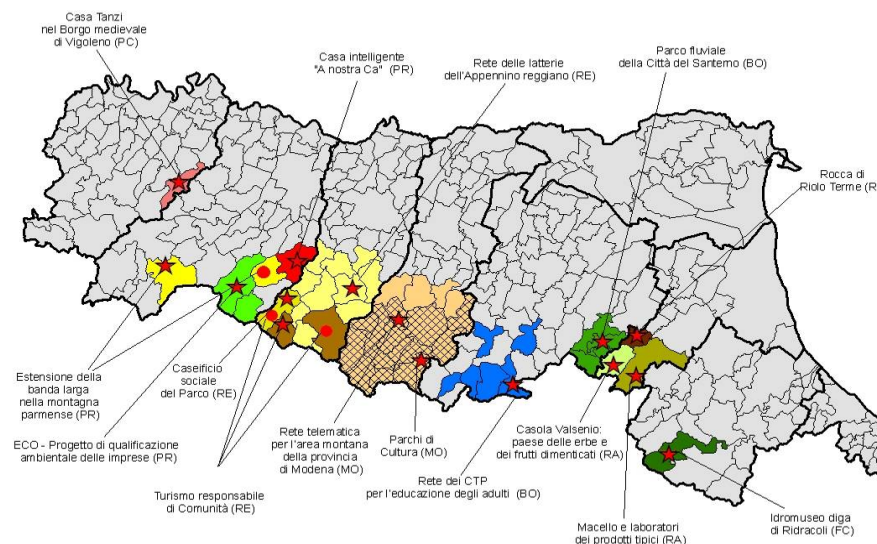 Casa Tanzi
nel Borgo medievale
di Vigoleno (PC)
Casa intelligente
"A nostra Ca" (PR)
Rete delle latterie
dell'Appennino reggiano (RE)
Parco fluviale
della Città del Santerno (BO)
Rocca di
Riolo Terme (R
Estensione della
banda larga
nella montagna
parmense (PR)
ECO - Progetto di qualificazione
ambientale delle imprese (PR)
Caseificio
sociale
del Parco (RE)
Turismo responsabile
di Comunità (RE)
Rete telematica
per l'area montana
della provincia
di Modena (MO)
Parchi di
Cultura (MO)
Rete dei CTP
per l'educazione degli adulti (BO)
Casola Valsenio:
paese delle erbe e
dei frutti dimenticati (RA)
Macello e laboratori
dei prodotti tipici (RA)
Idromuseo diga
di Ridracoli (FC)